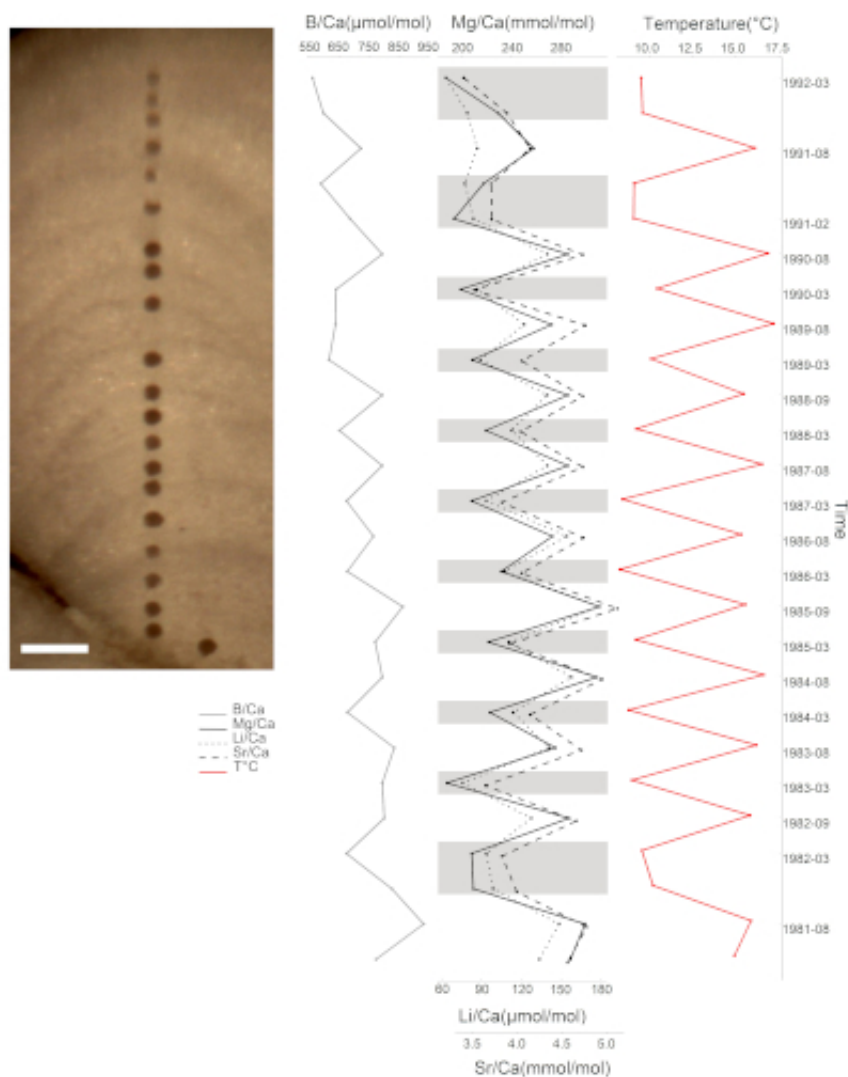 B/Ca(μmol/mol) Mg/Ca(mmol/mol) Temperature(°C)
550 650 750 850 950 200 240 280 10.0 12.5 15.0 17.5
1992-03
1991-08
1991-02
1990-08
1990-03
1989-08
1989-03
1988-09
1988-03
1987-08
1987-03
Time
1986-08
1986-03
1985-09
1985-03
1984-08
1984-03
1983-08
1983-03
1982-09
1982-03
1981-08
B/Ca
Mg/Ca
Li/Ca
Sr/Ca
T°C
60 90 120 150 180
Li/Ca(μmol/mol)
3.5 4.0 4.5 5.0
Sr/Ca(mmol/mol)